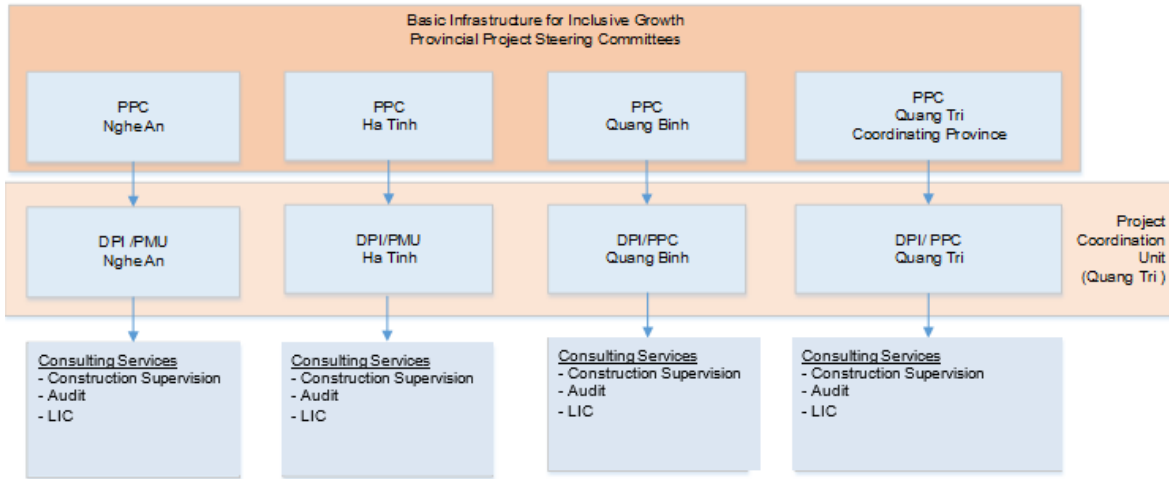 Basic Infrastructure for Inclusive Growth
Provincial Project Steering Committees
PPC
Nghe An
PPC
Ha Tinh
PPC
Quang Binh
PPC
Quang Tri
Coordinating Province
DPI /PMU
Nghe An
DPI/PMU
Ha Tinh
DPI/PPC
Quang Binh
DPI/ PPC
Quang Tri
Project
Coordination
Unit
(Quang Tri )
Consulting Services
- Construction Supervision
- Audit
- LIC
Consulting Services
- Construction Supervision
- Audit
- LIC
Consulting Services
- Construction Supervision
- Audit
- LIC
Consulting Services
- Construction Supervision
- Audit
- LIC